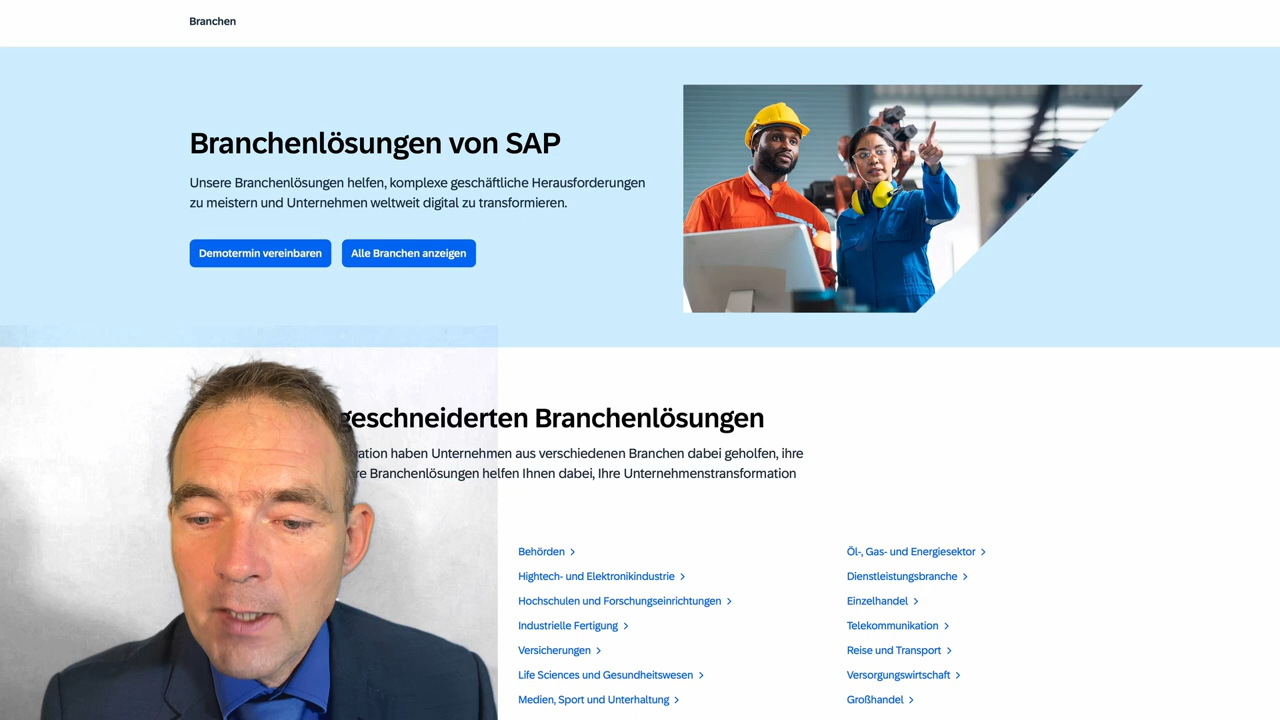 Branchen
Branchenlösungen von SAP
Unsere Branchenlösungen helfen, komplexe geschäftliche Herausforderungen
zu meistern und Unternehmen weltweit digital zu transformieren.
Demotermin vereinbaren
Alle Branchen anzeigen
geschneiderten Branchenlösungen
vation haben Unternehmen aus verschiedenen Branchen dabei geholfen, ihre
re Branchenlösungen helfen Ihnen dabei, Ihre Unternehmenstransformation
Behörden
Hightech- und Elektronikindustrie
Hochschulen und Forschungseinrichtungen
Industrielle Fertigung
Versicherungen
Life Sciences und Gesundheitswesen
Medien, Sport und Unterhaltung
Öl-, Gas- und Energiesektor
Dienstleistungsbranche
Einzelhandel
Telekommunikation
Reise und Transport
Versorgungswirtschaft
Großhandel